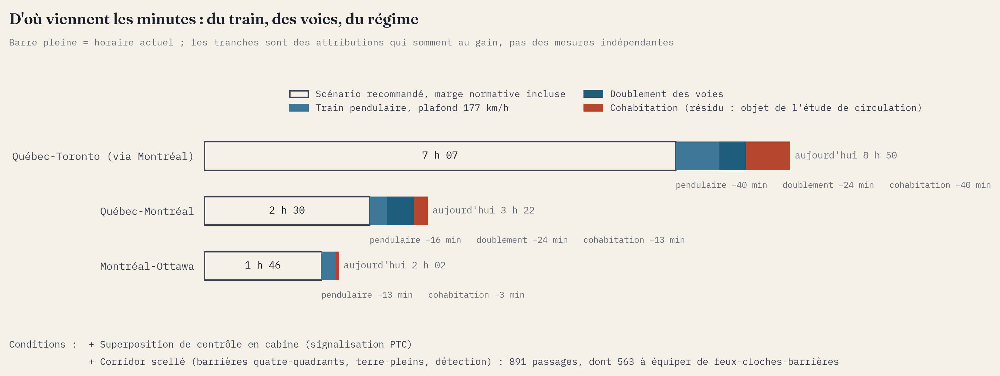 D'où viennent les minutes : du train, des voies, du régime
Barre pleine = horaire actuel ; les tranches sont des attributions qui somment au gain, pas des mesures indépendantes
Scénario recommandé, marge normative incluse
Doublement des voies
Train pendulaire, plafond 177 km/h
Cohabitation (résidu : objet de l'étude de circulation)
Québec-Toronto (via Montréal)
7 h 07
aujourd'hui 8 h 50
pendulaire −40 min
doublement −24 min
cohabitation −40 min
Québec-Montréal
2 h 30
aujourd'hui 3 h 22
pendulaire −16 min
doublement −24 min
cohabitation −13 min
Montréal-Ottawa
1 h 46
aujourd'hui 2 h 02
pendulaire −13 min
cohabitation −3 min
Conditions : + Superposition de contrôle en cabine (signalisation PTC)
+ Corridor scellé (barrières quatre-quadrants, terre-pleins, détection) : 891 passages, dont 563 à équiper de feux-cloches-barrières